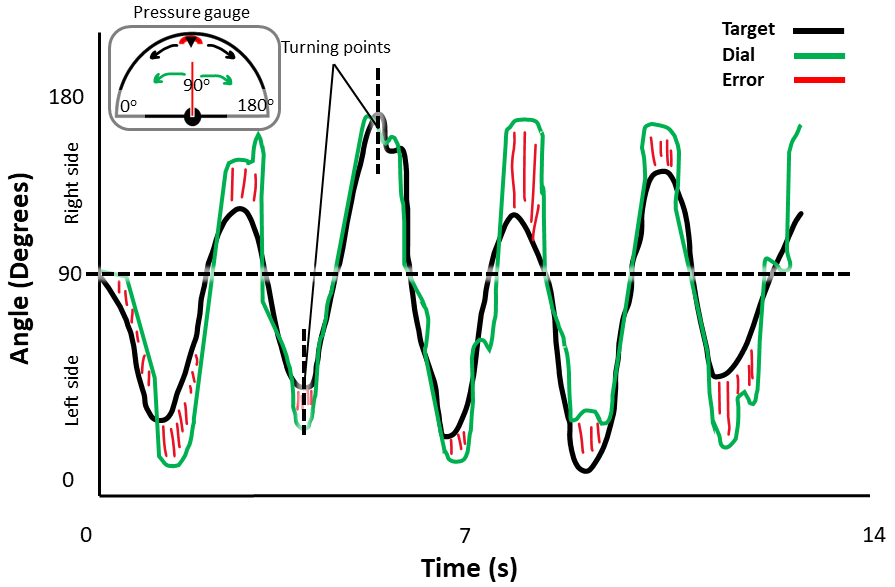 Pressure gauge
0°
90°
180°
Turning points
Target
Dial
Error
180
90
0
Right side
Left side
Angle (Degrees)
0
7
14
Time (s)